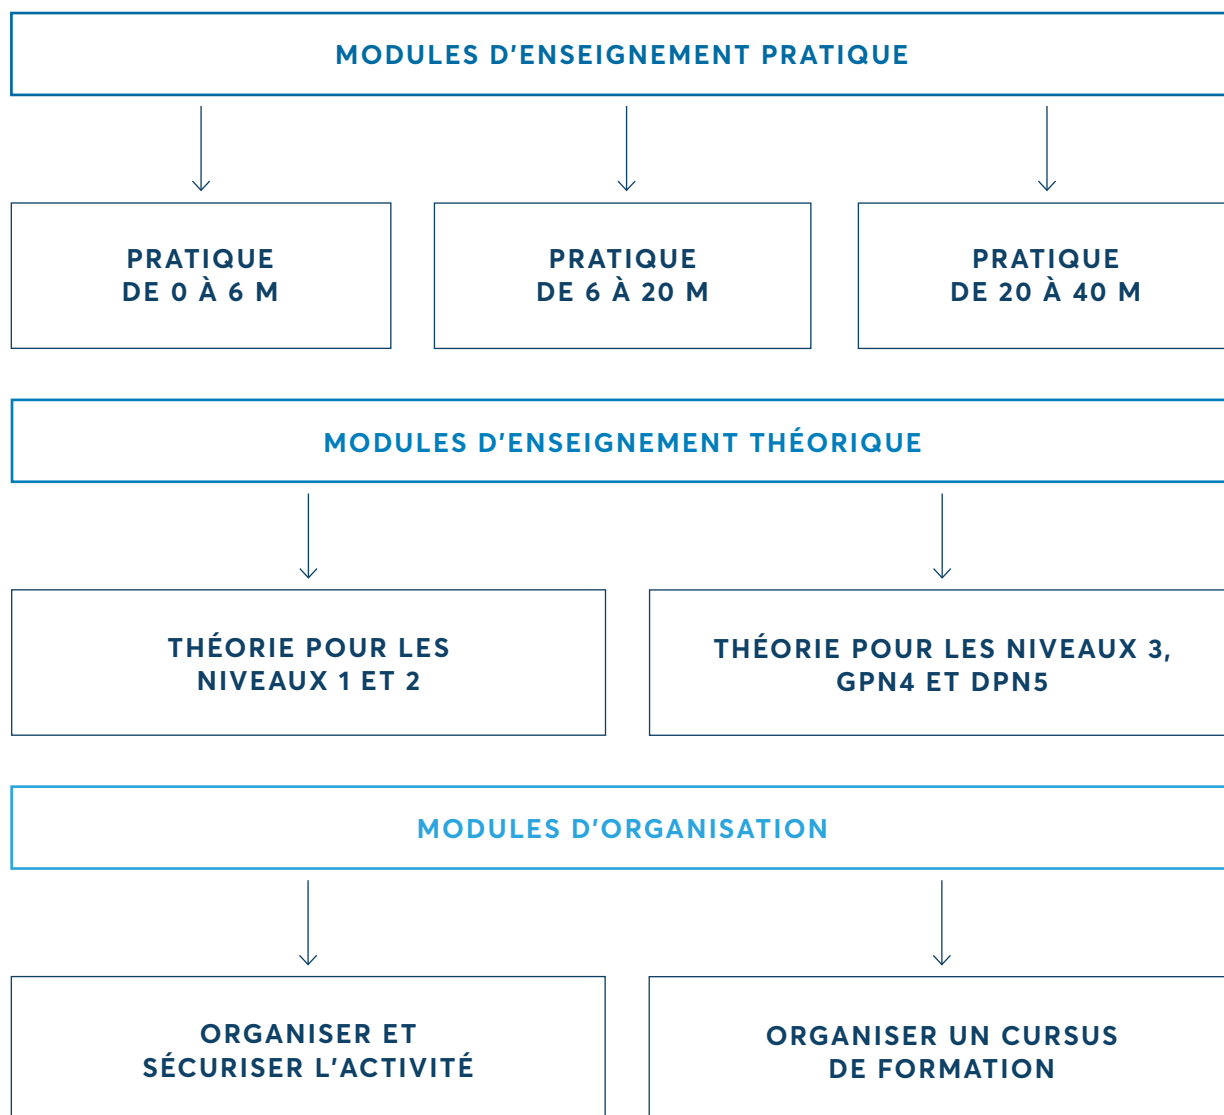 MODULES D'ENSEIGNEMENT PRATIQUE
PRATIQUE
DE 0 À 6 M
PRATIQUE
DE 6 À 20 M
PRATIQUE
DE 20 À 40 M
MODULES D'ENSEIGNEMENT THÉORIQUE
THÉORIE POUR LES
NIVEAUX 1 ET 2
THÉORIE POUR LES NIVEAUX 3,
GPN4 ET DPN5
MODULES D'ORGANISATION
ORGANISER ET
SÉCURISER L'ACTIVITÉ
ORGANISER UN CURSUS
DE FORMATION